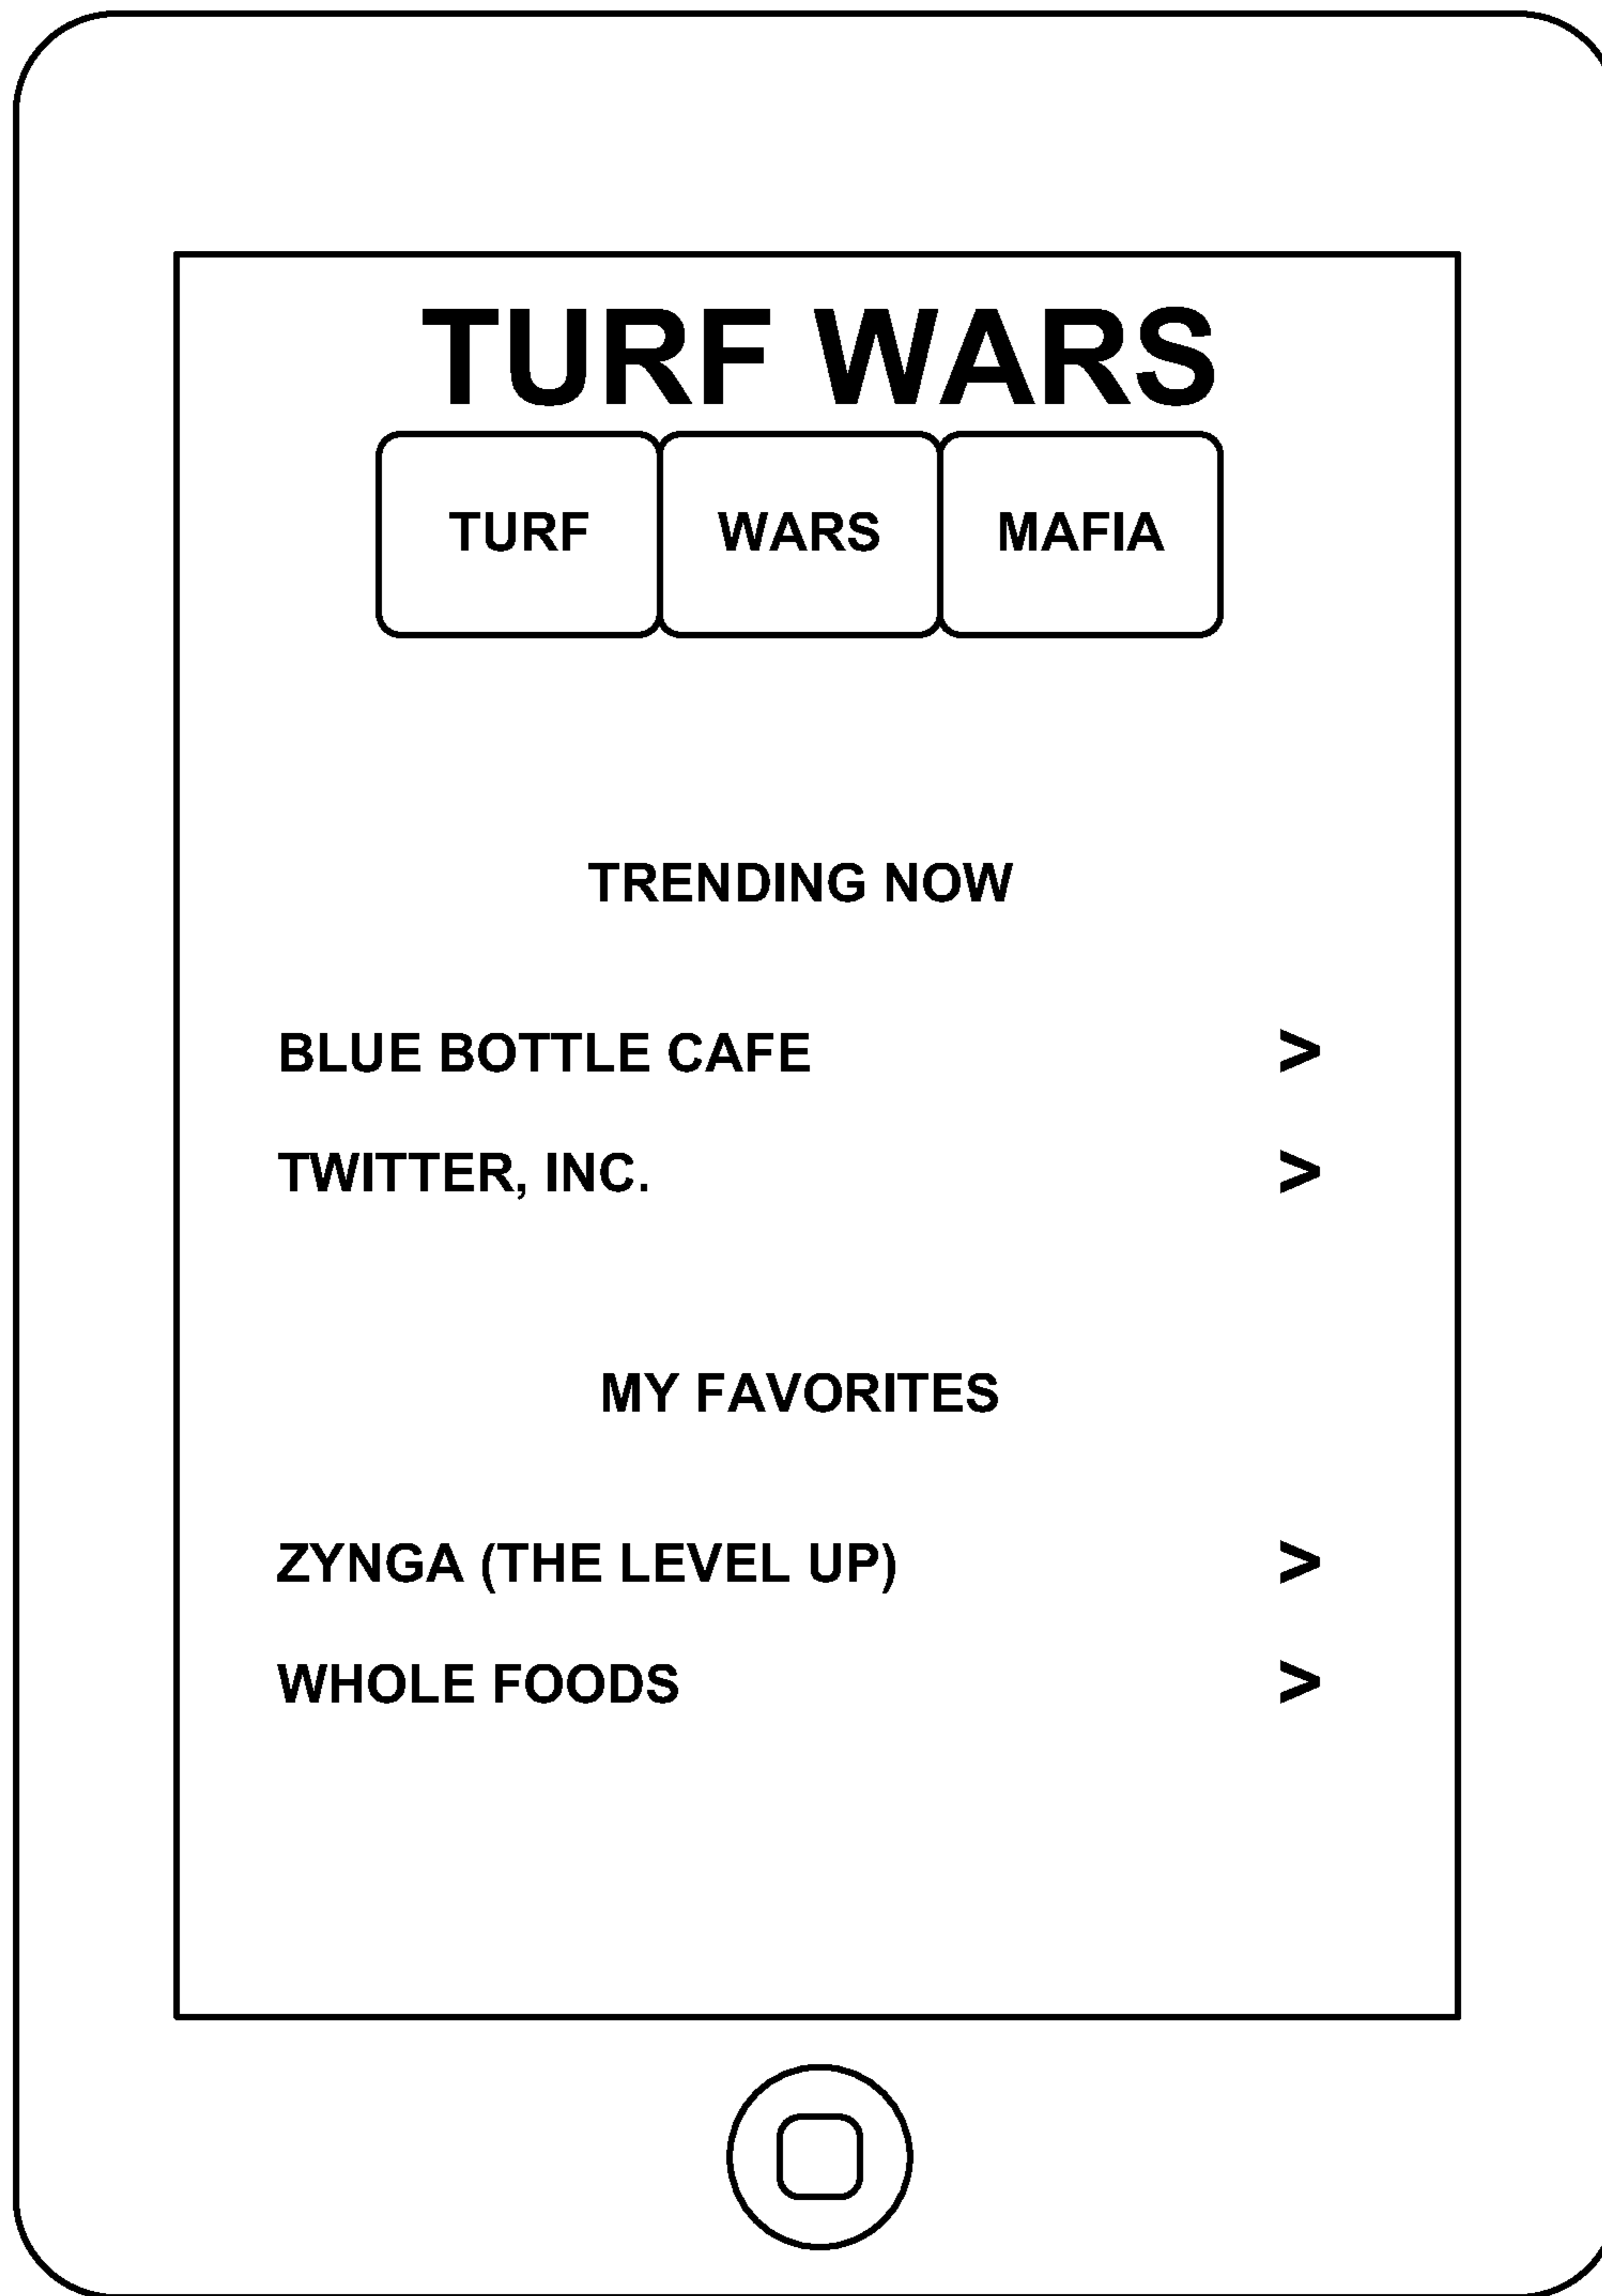 TURF WARS
TURF WARS MAFIA
TRENDING NOW
BLUE BOTTLE CAFE >
TWITTER, INC. >
MY FAVORITES
ZYNGA (THE LEVEL UP) >
WHOLE FOODS >